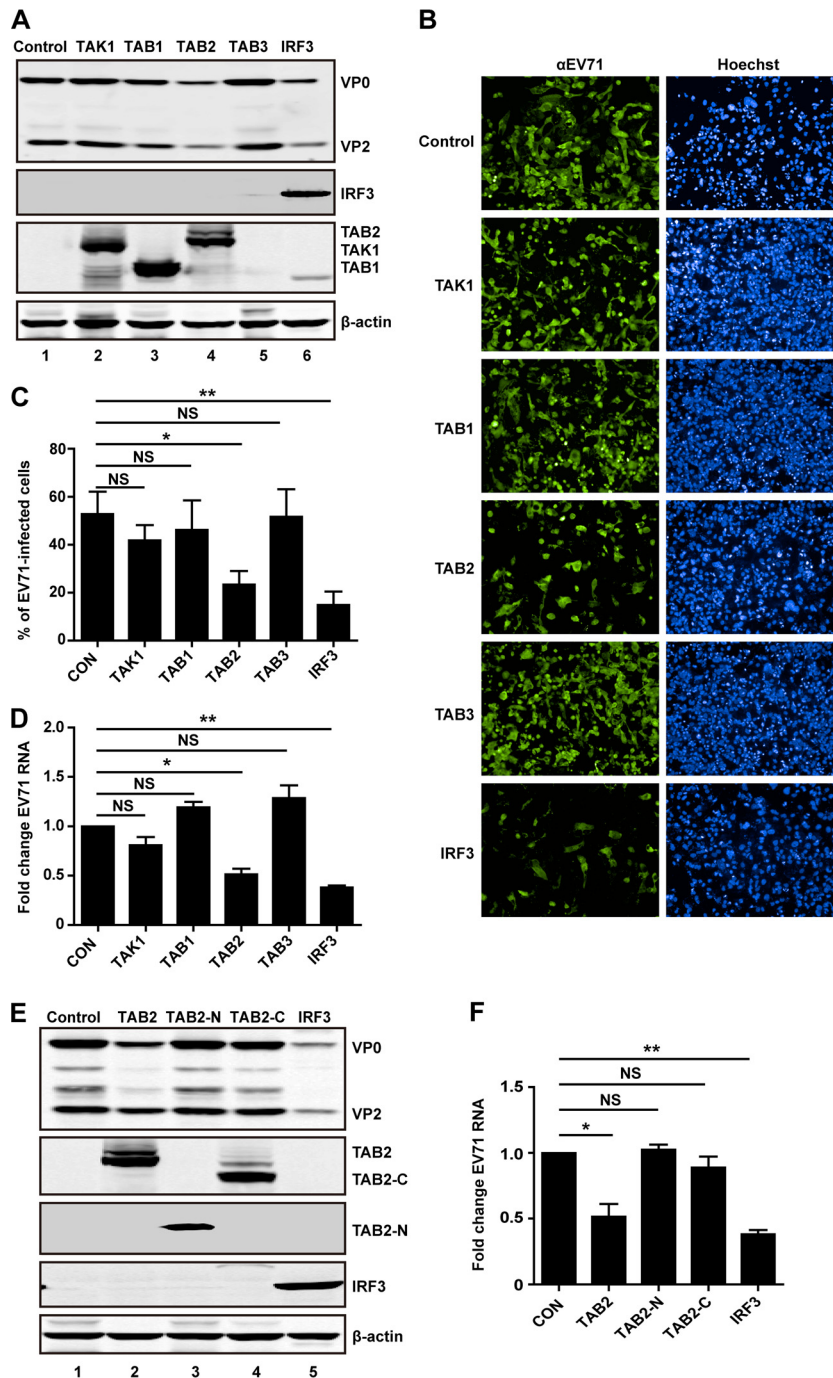 A
Control TAK1 TAB1 TAB2 TAB3 IRF3
VP0
VP2
IRF3
TAB2
TAK1
TAB1
β-actin
1 2 3 4 5 6
B
αEV71 Hoechst
Control
TAK1
TAB1
TAB2
TAB3
IRF3
C
**
NS
*
NS
NS
% of EV71-infected cells
80
60
40
20
0
CON TAK1 TAB1 TAB2 TAB3 IRF3
D
**
NS
*
NS
NS
Fold change EV71 RNA
2.0
1.5
1.0
0.5
0
CON TAK1 TAB1 TAB2 TAB3 IRF3
E
Control TAB2 TAB2-N TAB2-C IRF3
VP0
VP2
TAB2
TAB2-C
TAB2-N
IRF3
β-actin
1 2 3 4 5
F
**
NS
NS
*
Fold change EV71 RNA
1.5
1.0
0.5
0
CON TAB2 TAB2-N TAB2-C IRF3